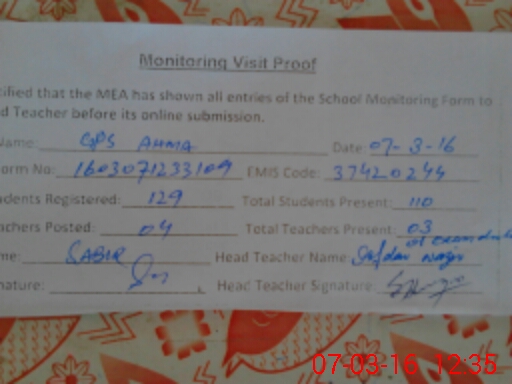 Monitoring Visit Proof
tified that the MEA has shown all entries of the School Monitoring Form to
d Teacher before its online submission.
Name: GPS AHMA Date: 07-3-16
orm No: 1603071233109 EMIS Code: 37420244
udents Registered: 129 Total Students Present: 110
achers Posted: 04 Total Teachers Present: 03
me: SABIR Head Teacher Name:
nature: Head Teacher Signature:
07-03-16 12:35